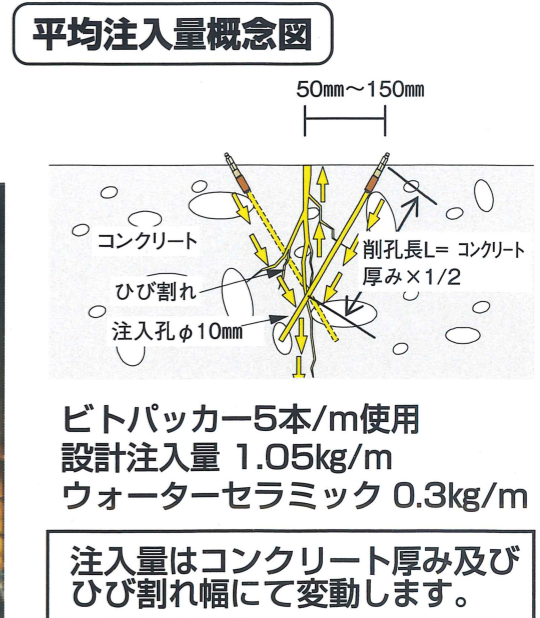 平均注入量概念図
50mm〜150mm
コンクリート
削孔長L= コンクリート
厚み×1/2
ひび割れ
注入孔φ10mm
ビトパッカー5本/m使用
設計注入量 1.05kg/m
ウォーターセラミック 0.3kg/m
注入量はコンクリート厚み及び
ひび割れ幅にて変動します。